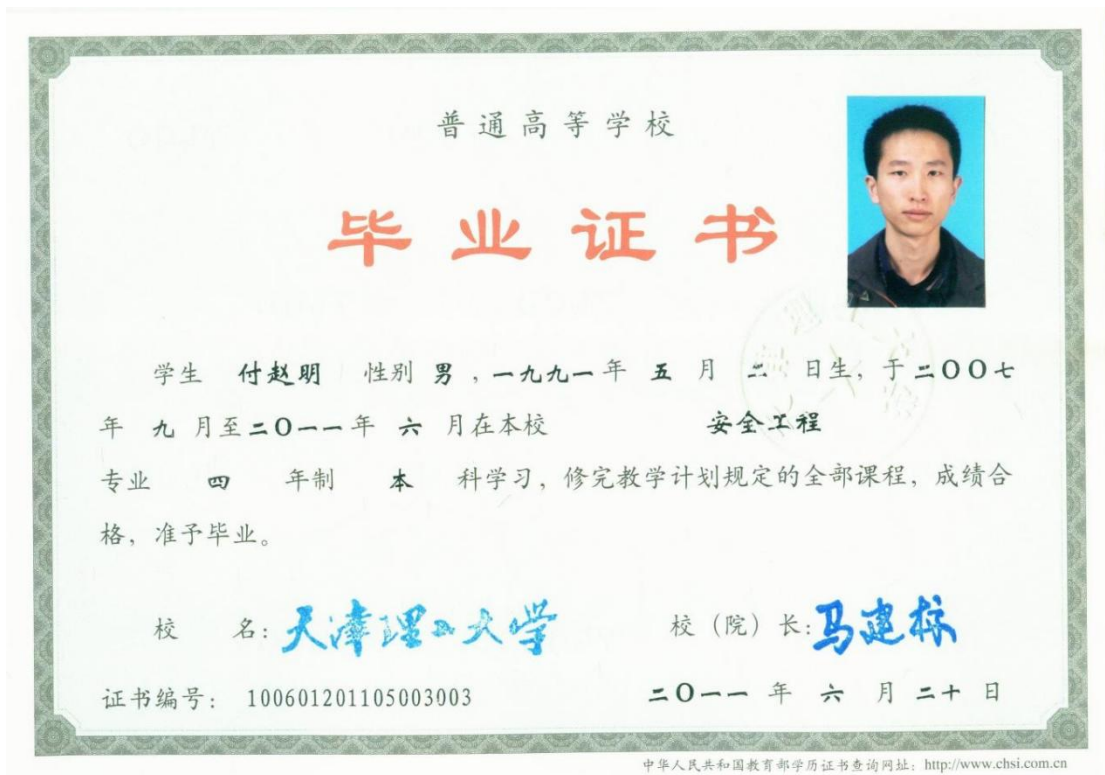 普通高等学校
毕业证书
学生 付赵明 性别 男 ，一九九一 年 五 月 二 日生，于 二〇〇七
年 九 月至 二〇一一 年 六 月在本校 安全工程
专业 四 年制 本 科学习，修完教学计划规定的全部课程，成绩合
格，准予毕业。
校 名：天津理工大学 校（院）长：马建标
证书编号：100601201105003003 二〇一一 年 六 月 二十 日
中华人民共和国教育部学历证书查询网址：http://www.chsi.com.cn